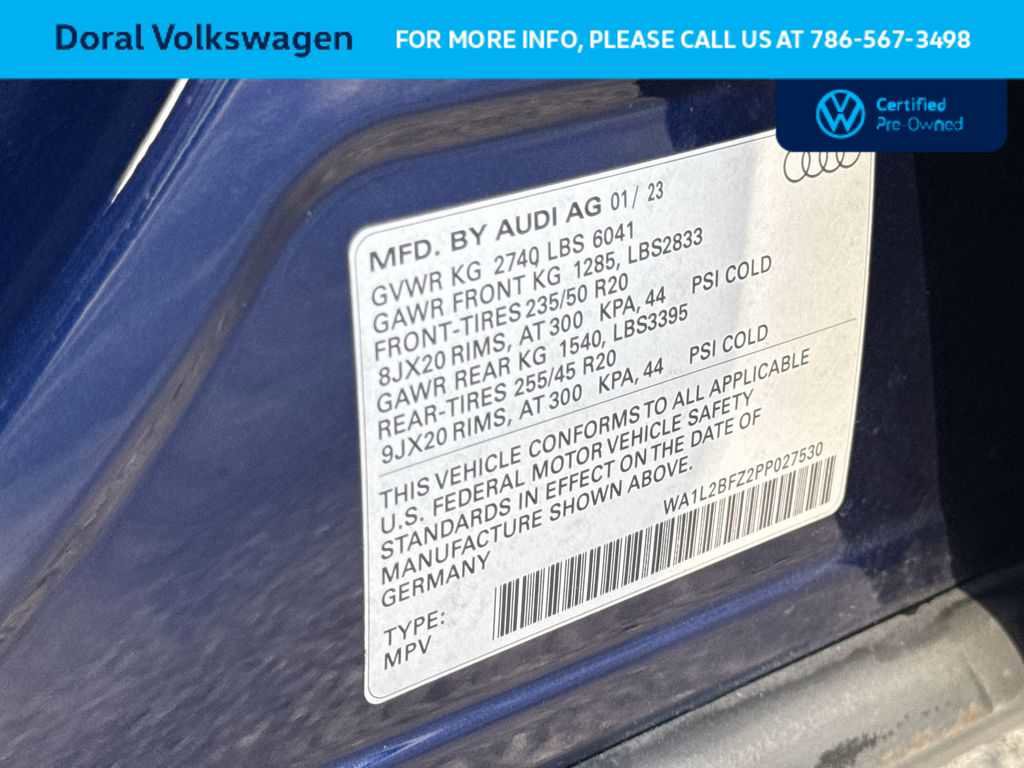 Doral Volkswagen
FOR MORE INFO, PLEASE CALL US AT 786-567-3498
Certified
Pre-Owned
MFD. BY AUDI AG 01/ 23
GVWR KG 2740 LBS 6041
GAWR FRONT KG 1285, LBS2833
FRONT-TIRES 235/50 R20
8JX20 RIMS, AT 300 KPA, 44 PSI COLD
GAWR REAR KG 1540, LBS3395
REAR-TIRES 255/45 R20
9JX20 RIMS, AT 300 KPA, 44 PSI COLD
THIS VEHICLE CONFORMS TO ALL APPLICABLE
U.S. FEDERAL MOTOR VEHICLE SAFETY
STANDARDS IN EFFECT ON THE DATE OF
MANUFACTURE SHOWN ABOVE.
GERMANY
WA1L2BFZ2PP027530
TYPE:
MPV